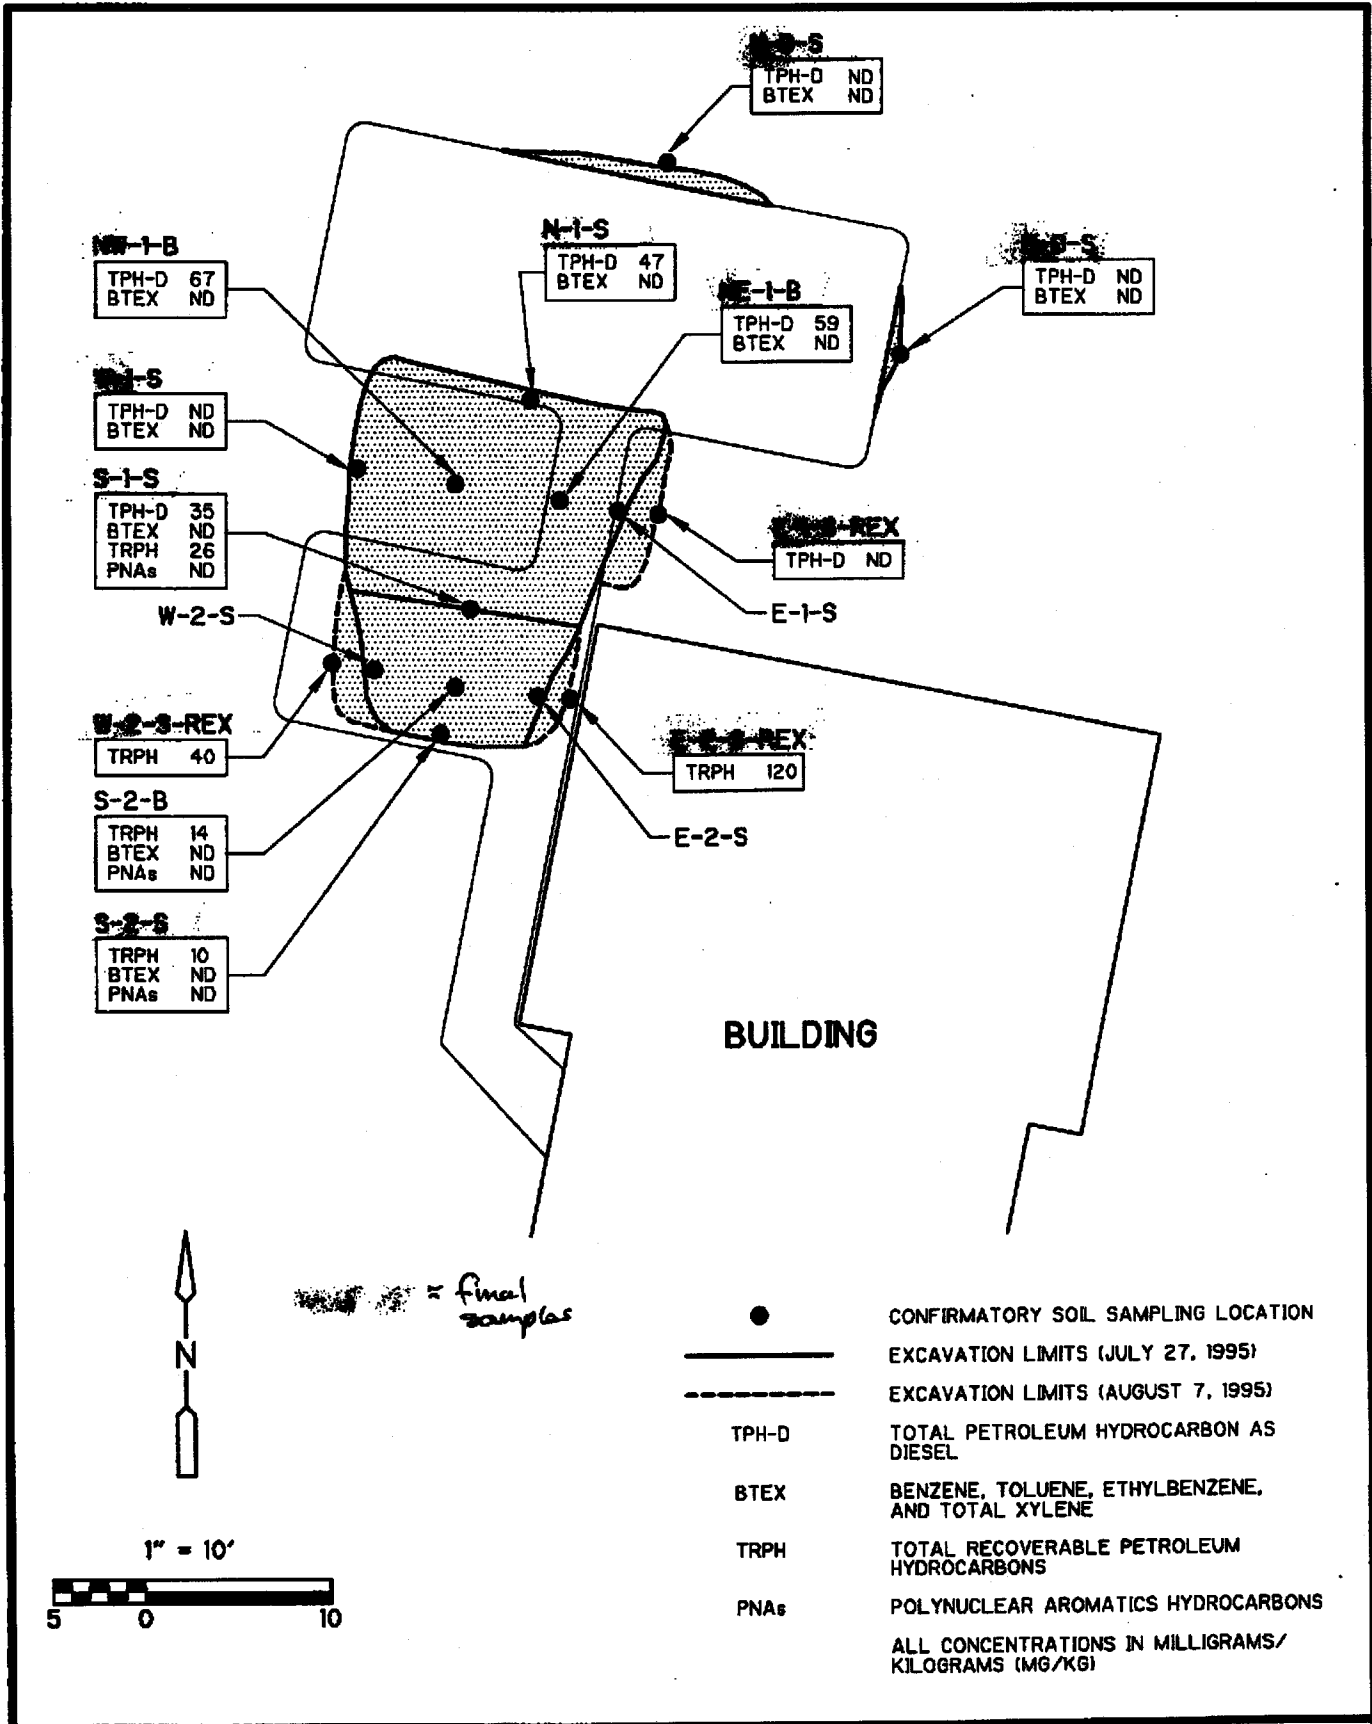 TPH-D ND
BTEX ND
NW-1-B
TPH-D 67
BTEX ND
N-1-S
TPH-D 47
BTEX ND
NE-1-B
TPH-D 59
BTEX ND
TPH-D ND
BTEX ND
W-1-S
TPH-D ND
BTEX ND
S-1-S
TPH-D 35
BTEX ND
TRPH 26
PNAs ND
REX
TPH-D ND
W-2-S
E-1-S
W-2-S-REX
TRPH 40
REX
TRPH 120
S-2-B
TRPH 14
BTEX ND
PNAs ND
E-2-S
S-2-S
TRPH 10
BTEX ND
PNAs ND
BUILDING
= final
samples
N
1" = 10'
5 0 10
CONFIRMATORY SOIL SAMPLING LOCATION
EXCAVATION LIMITS (JULY 27, 1995)
EXCAVATION LIMITS (AUGUST 7, 1995)
TPH-D TOTAL PETROLEUM HYDROCARBON AS
DIESEL
BTEX BENZENE, TOLUENE, ETHYLBENZENE,
AND TOTAL XYLENE
TRPH TOTAL RECOVERABLE PETROLEUM
HYDROCARBONS
PNAs POLYNUCLEAR AROMATICS HYDROCARBONS
ALL CONCENTRATIONS IN MILLIGRAMS/
KILOGRAMS (MG/KG)